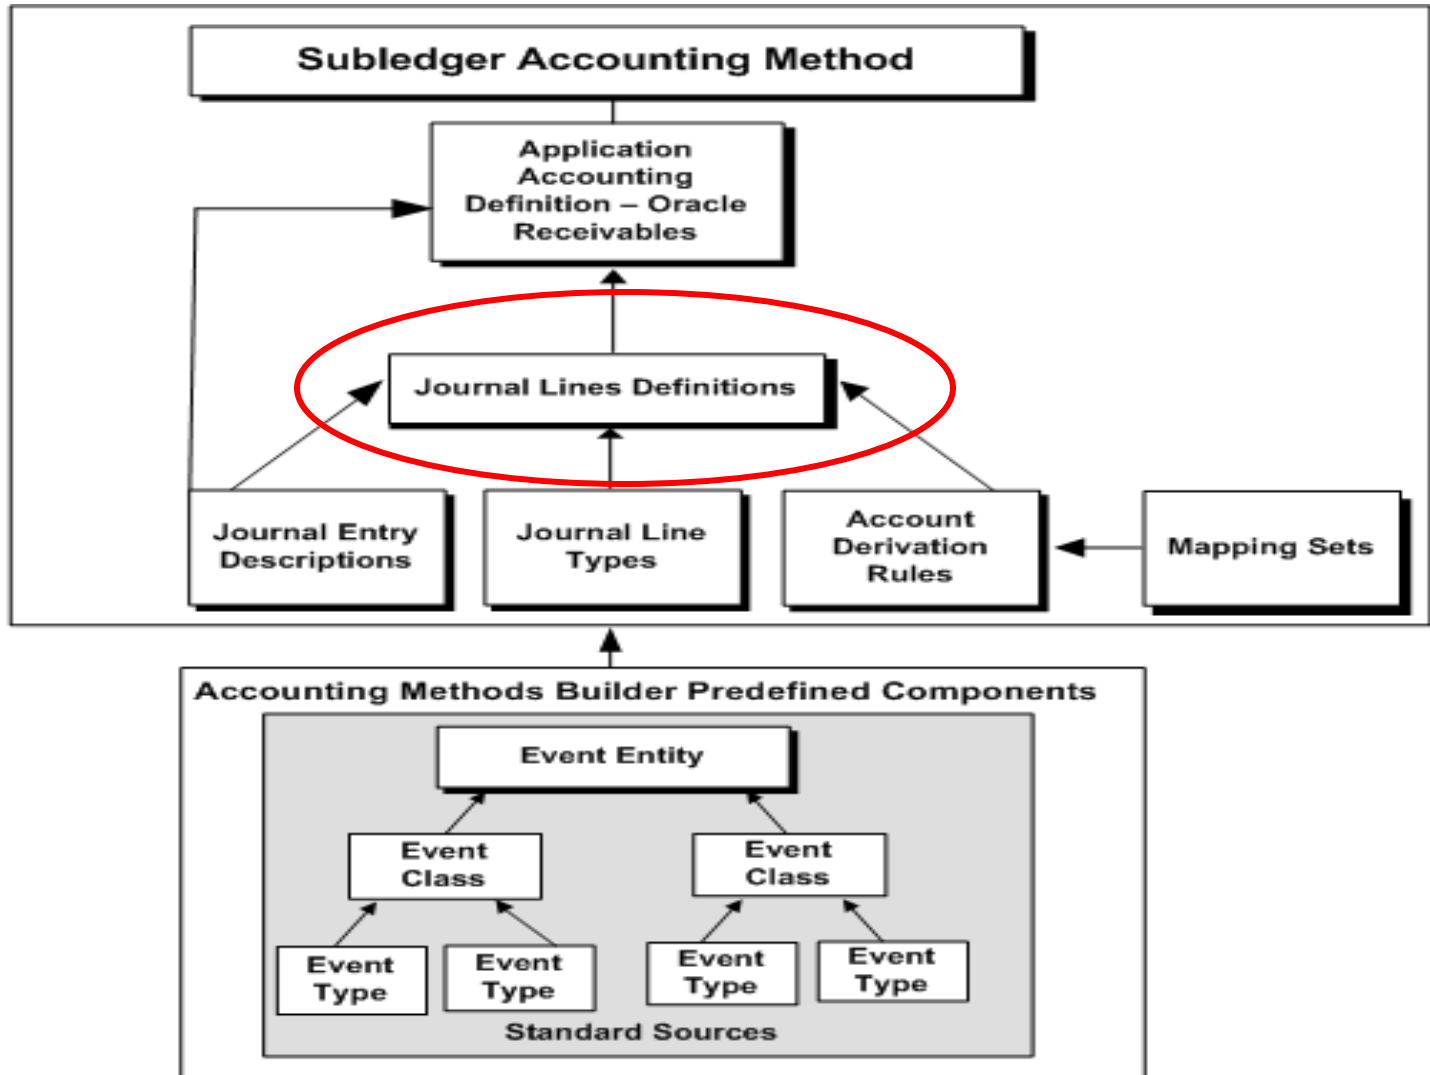 Subledger Accounting Method
Application
Accounting
Definition – Oracle
Receivables
Journal Lines Definitions
Journal Entry
Descriptions
Journal Line
Types
Account
Derivation
Rules
Mapping Sets
Accounting Methods Builder Predefined Components
Event Entity
Event
Class
Event
Class
Event
Type
Event
Type
Event
Type
Event
Type
Standard Sources